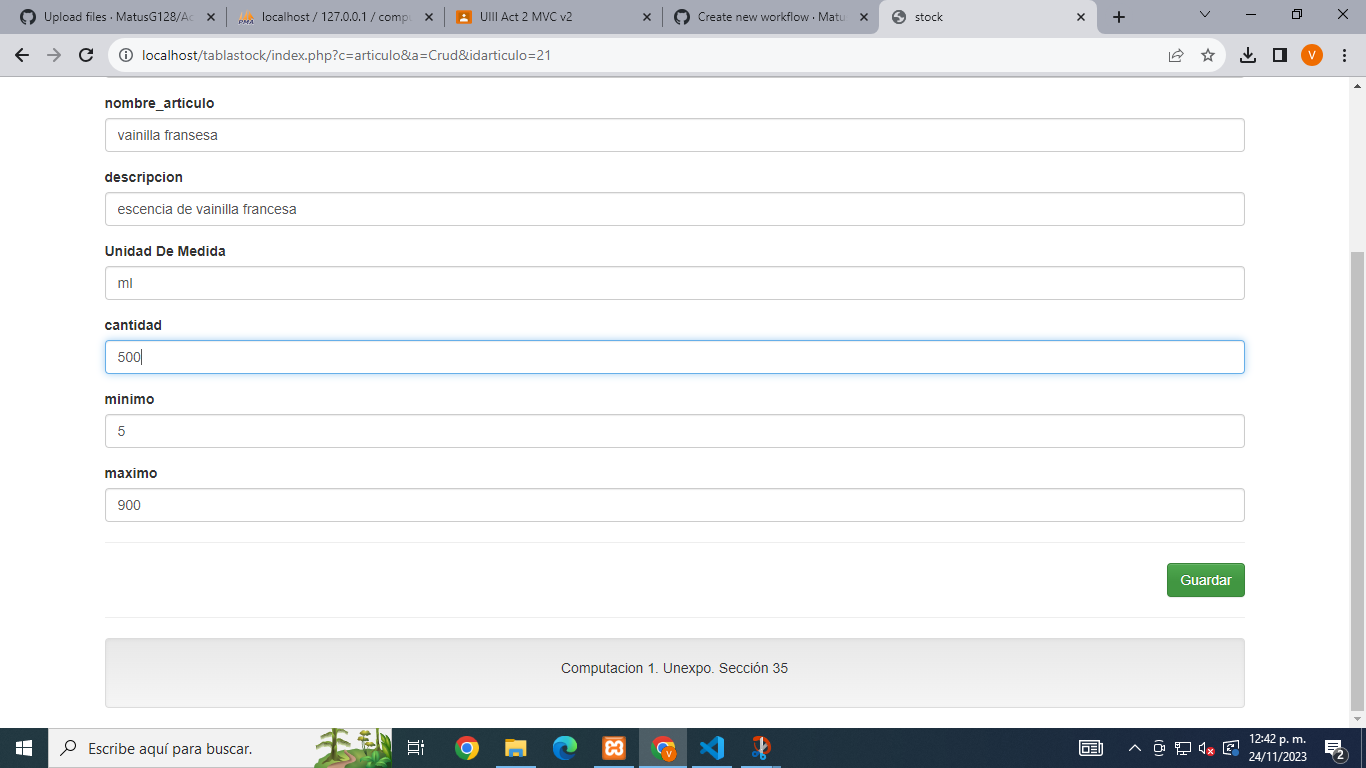 Upload files · MatusG128/Ac
localhost / 127.0.0.1 / compu
UIII Act 2 MVC v2
Create new workflow · Matu
stock
localhost/tablastock/index.php?c=articulo&a=Crud&idarticulo=21
V
nombre_articulo
vainilla fransesa
descripcion
escencia de vainilla francesa
Unidad De Medida
ml
cantidad
500
minimo
5
maximo
900
Guardar
Computacion 1. Unexpo. Sección 35
Escribe aquí para buscar.
12:42 p. m.
24/11/2023
2